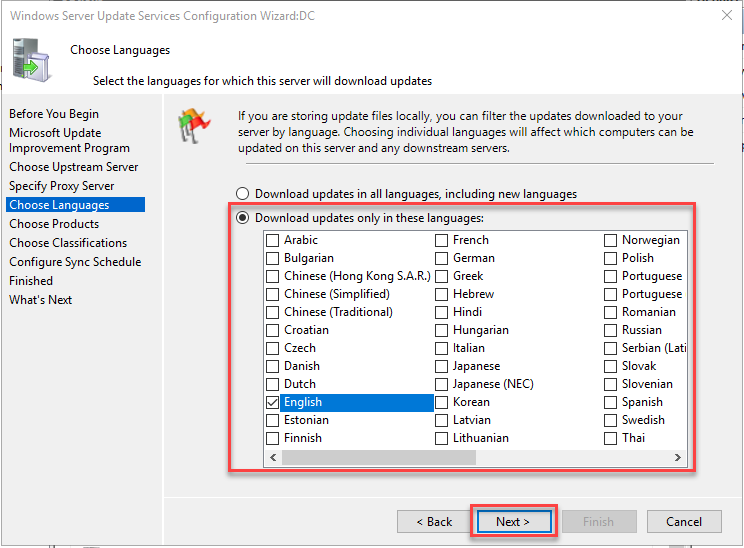 Windows Server Update Services Configuration Wizard:DC
Choose Languages
Select the languages for which this server will download updates
Before You Begin
Microsoft Update
Improvement Program
Choose Upstream Server
Specify Proxy Server
Choose Languages
Choose Products
Choose Classifications
Configure Sync Schedule
Finished
What's Next
If you are storing update files locally, you can filter the updates downloaded to your
server by language. Choosing individual languages will affect which computers can be
updated on this server and any downstream servers.
Download updates in all languages, including new languages
Download updates only in these languages:
Arabic
Bulgarian
Chinese (Hong Kong S.A.R.)
Chinese (Simplified)
Chinese (Traditional)
Croatian
Czech
Danish
Dutch
English
Estonian
Finnish
French
German
Greek
Hebrew
Hindi
Hungarian
Italian
Japanese
Japanese (NEC)
Korean
Latvian
Lithuanian
Norwegian
Polish
Portuguese
Portuguese
Romanian
Russian
Serbian (Lati
Slovak
Slovenian
Spanish
Swedish
Thai
< Back
Next >
Finish
Cancel